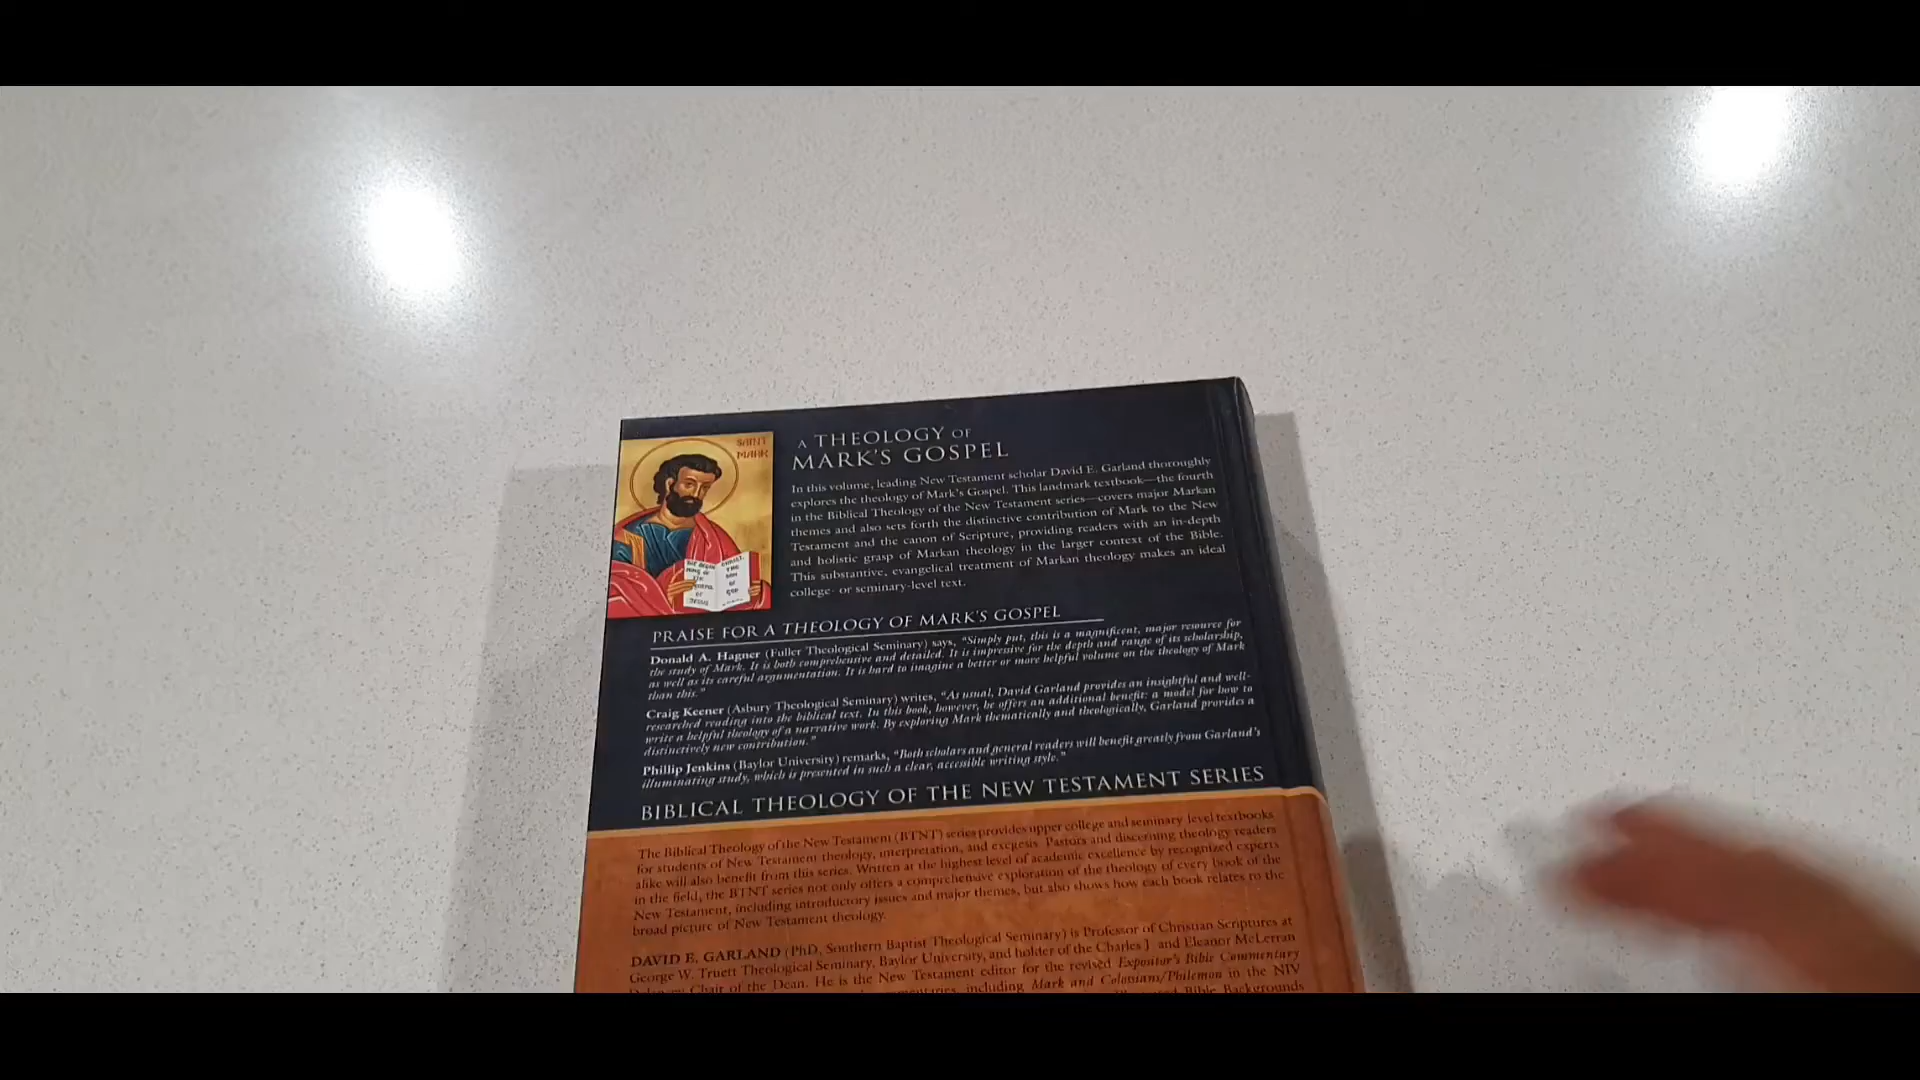 SAINT
MARK
A THEOLOGY OF
MARK'S GOSPEL
In this volume, leading New Testament scholar David E. Garland thoroughly
explores the theology of Mark's Gospel. This landmark textbook—the fourth
in the Biblical Theology of the New Testament series—covers major Markan
themes and also sets forth the distinctive contribution of Mark to the New
Testament and the canon of Scripture, providing readers with an in-depth
and holistic grasp of Markan theology in the larger context of the Bible.
This substantive, evangelical treatment of Markan theology makes an ideal
college- or seminary-level text.
PRAISE FOR A THEOLOGY OF MARK'S GOSPEL
Donald A. Hagner (Fuller Theological Seminary) says, “Simply put, this is a magnificent, major resource for
the study of Mark. It is both comprehensive and detailed. It is impressive for the depth and range of its scholarship,
as well as its careful argumentation. It is hard to imagine a better or more helpful volume on the theology of Mark
than this.”
Craig Keener (Asbury Theological Seminary) writes, “As usual, David Garland provides an insightful and well-
researched reading into the biblical text. In this book, however, he offers an additional benefit: a model for how to
write a helpful theology of a narrative work. By exploring Mark thematically and theologically, Garland provides a
distinctively new contribution.”
Phillip Jenkins (Baylor University) remarks, “Both scholars and general readers will benefit greatly from Garland's
illuminating study, which is presented in such a clear, accessible writing style.”
BIBLICAL THEOLOGY OF THE NEW TESTAMENT SERIES
The Biblical Theology of the New Testament (BTNT) series provides upper college and seminary-level textbooks
for students of New Testament theology, interpretation, and exegesis. Pastors and discerning theology readers
alike will also benefit from this series. Written at the highest level of academic excellence by recognized experts
in the field, the BTNT series not only offers a comprehensive exploration of the theology of every book of the
New Testament, including introductory issues and major themes, but also shows how each book relates to the
broad picture of New Testament theology.
DAVID E. GARLAND (PhD, Southern Baptist Theological Seminary) is Professor of Christian Scriptures at
George W. Truett Theological Seminary, Baylor University, and holder of the Charles J. and Eleanor McLerran
Delancey Chair of the Dean. He is the New Testament editor for the revised Expositor's Bible Commentary
commentaries, including Mark and Colossians/Philemon in the NIV
Bible Backgrounds